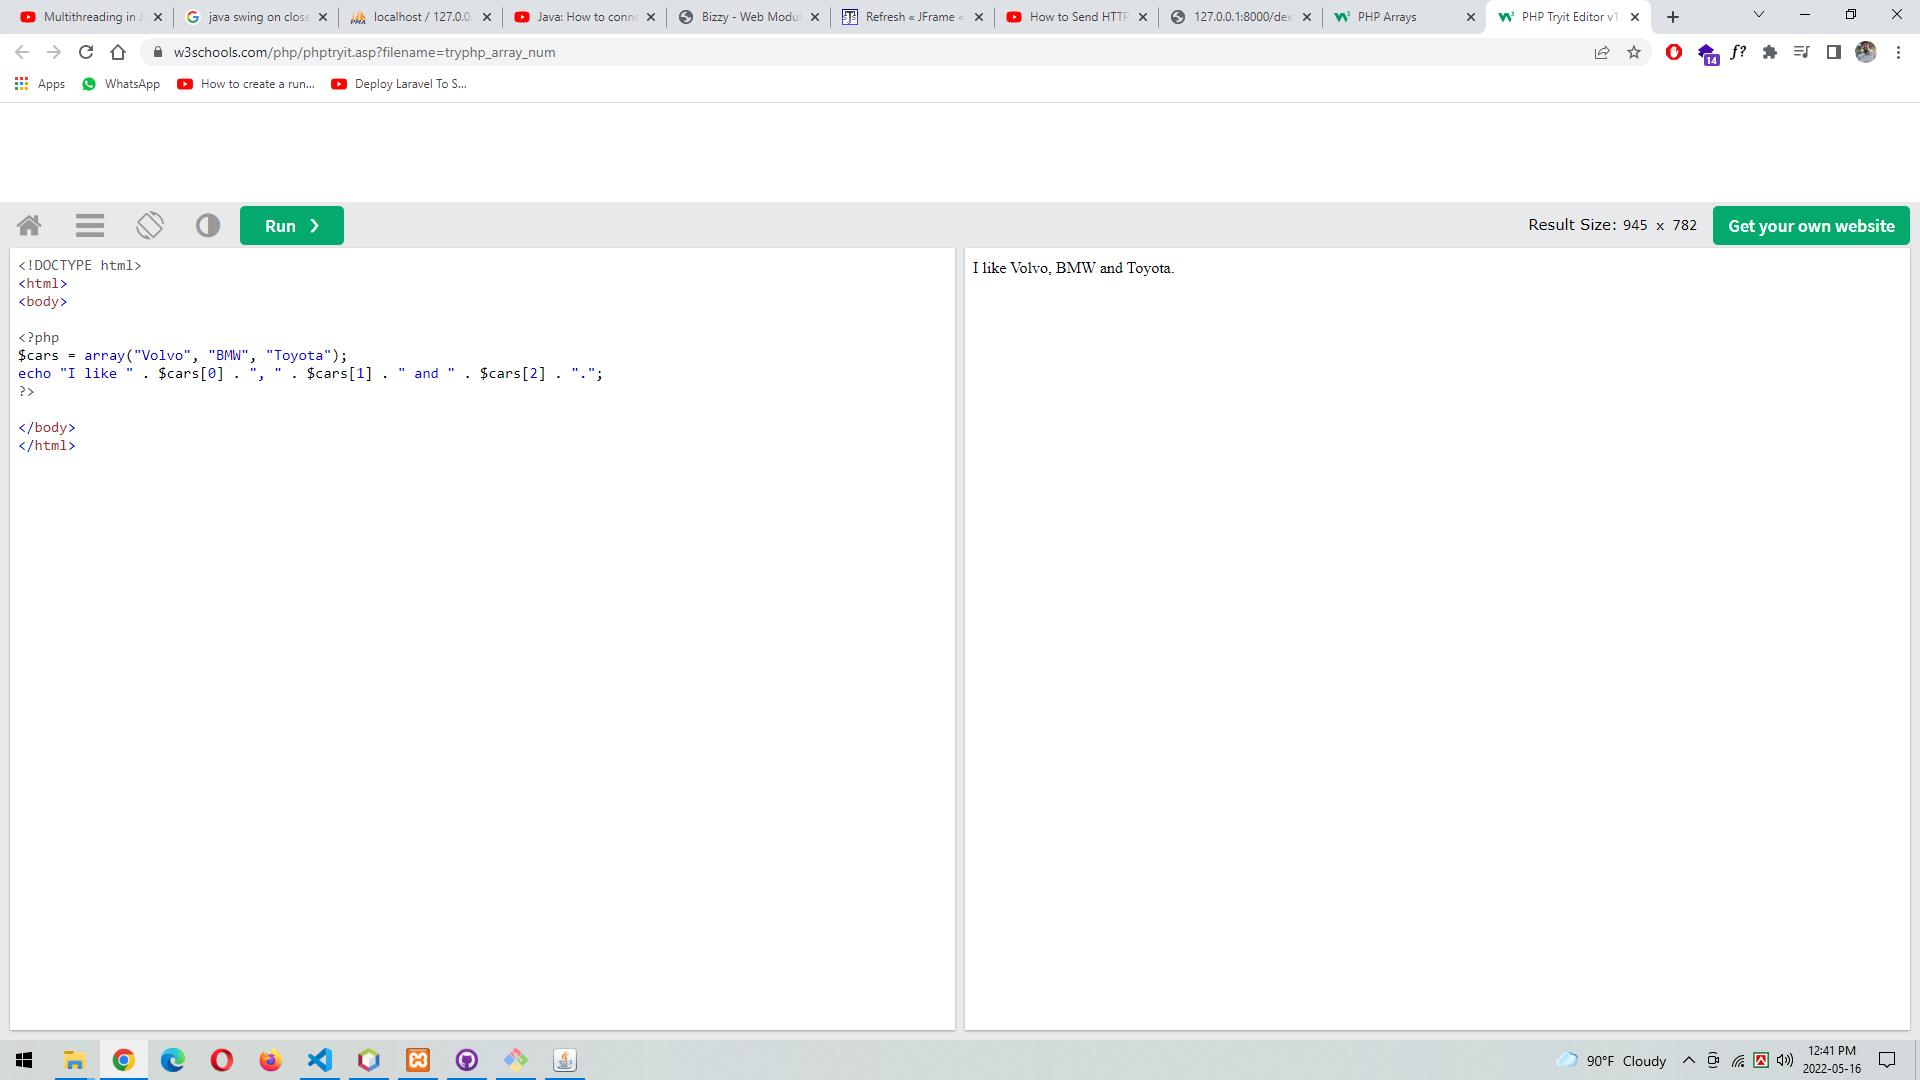 Multithreading in J
java swing on close
localhost / 127.0.0.
Java: How to conne
Bizzy - Web Modul
Refresh « JFrame «
How to Send HTTP
127.0.0.1:8000/dex
PHP Arrays
PHP Tryit Editor v1.
w3schools.com/php/phptryit.asp?filename=tryphp_array_num
14
f?
Apps
WhatsApp
How to create a run...
Deploy Laravel To S...
Run ❯
Result Size: 945 x 782
Get your own website
<!DOCTYPE html>
<html>
<body>
<?php
$cars = array("Volvo", "BMW", "Toyota");
echo "I like " . $cars[0] . ", " . $cars[1] . " and " . $cars[2] . ".";
?>
</body>
</html>
I like Volvo, BMW and Toyota.
90°F Cloudy
12:41 PM
2022-05-16